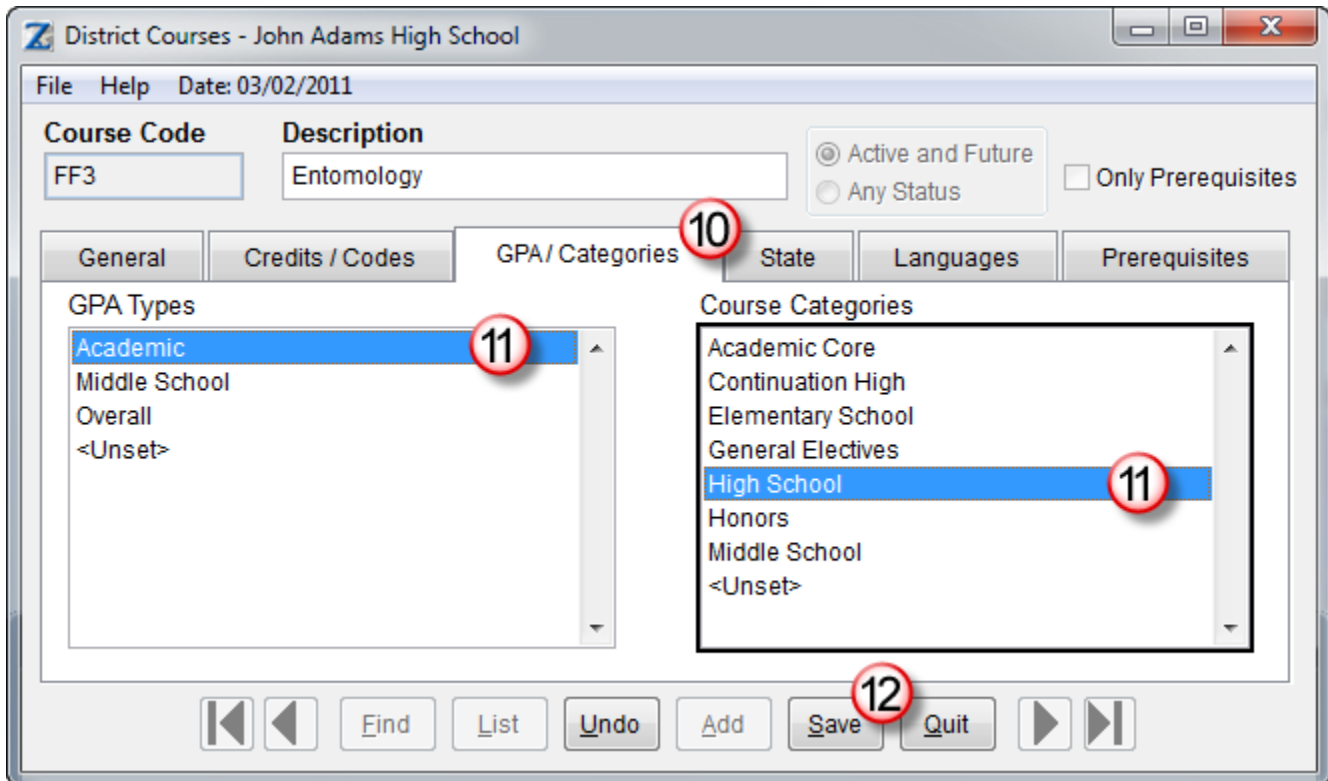 District Courses - John Adams High School
File Help Date: 03/02/2011
Course Code Description
FF3 Entomology
Active and Future
Any Status
Only Prerequisites
10
General Credits / Codes GPA / Categories State Languages Prerequisites
GPA Types
Academic 11
Middle School
Overall
<Unset>
Course Categories
Academic Core
Continuation High
Elementary School
General Electives
High School 11
Honors
Middle School
<Unset>
12
Find List Undo Add Save Quit